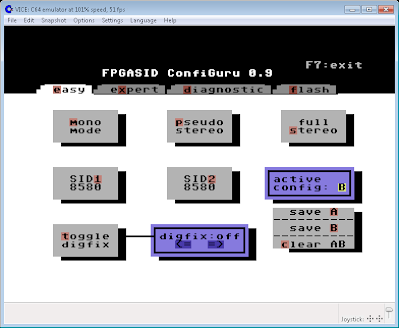 VICE: C64 emulator at 101% speed, 51 fps
File Edit Snapshot Options Settings Language Help
F7:exit
FPGASID ConfiGuru 0.9
easy expert diagnostic flash
mono
mode
pseudo
stereo
full
stereo
SID1
8580
SID2
8580
active
config: B
toggle
digfix
digfix:off
<= =>
save A
save B
clear AB
Joystick: